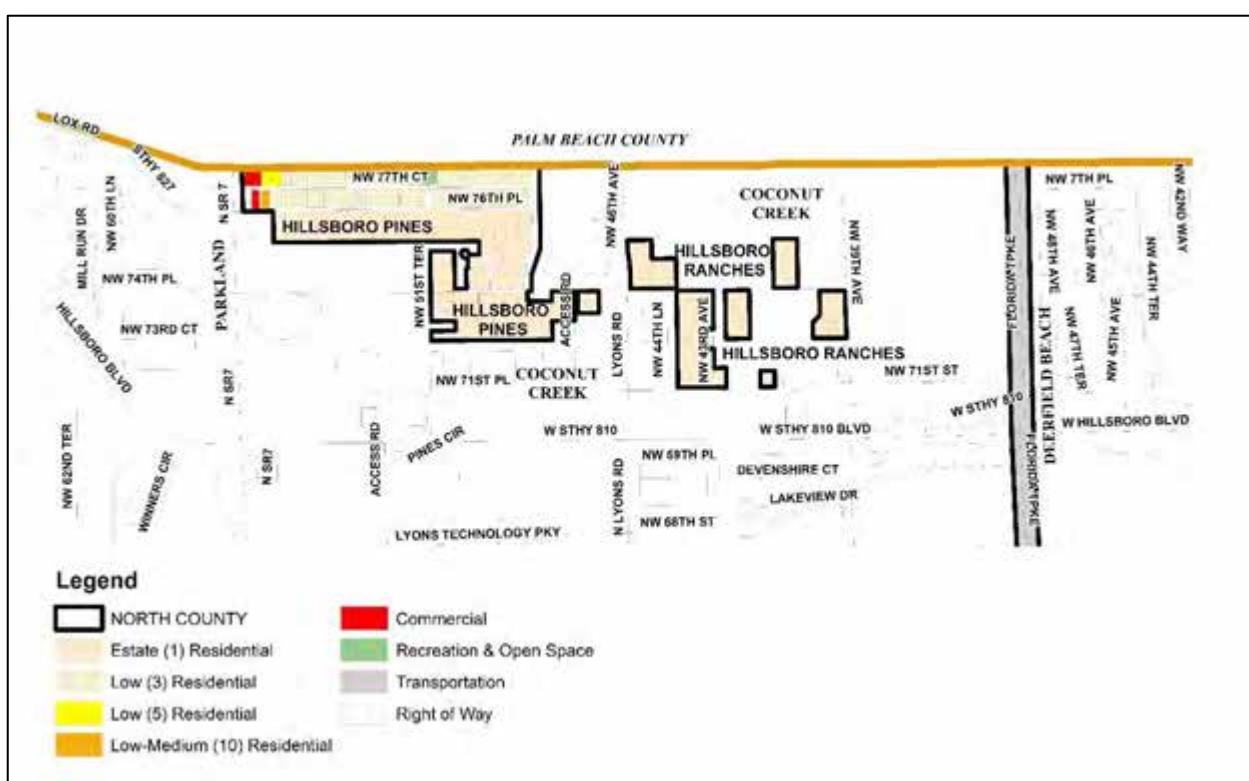 LOX RD
STHY 827
PALM BEACH COUNTY
MILL RUN DR
NW 60TH LN
N SR 7
NW 77TH CT
NW 76TH PL
NW 46TH AVE
COCONUT
CREEK
NW 7TH PL
NW 42ND WAY
HILLSBORO PINES
HILLSBORO
RANCHES
NW 39TH AVE
FLORIDA TPKE
NW 48TH AVE
NW 49TH AVE
NW 44TH TER
NW 74TH PL
PARKLAND
NW 51ST TER
HILLSBORO
PINES
ACCESS RD
LYONS RD
NW 44TH LN
NW 43RD AVE
HILLSBORO RANCHES
HILLSBORO BLVD
NW 73RD CT
N SR7
NW 71ST PL
COCONUT
CREEK
NW 71ST ST
DEERFIELD BEACH
NW 47TH TER
NW 45TH AVE
NW 62ND TER
WINNERS CIR
N SR7
ACCESS RD
PINES CIR
W STHY 810
W STHY 810 BLVD
W STHY 810
W HILLSBORO BLVD
NW 69TH PL
DEVENSHIRE CT
LAKEVIEW DR
N LYONS RD
NW 68TH ST
LYONS TECHNOLOGY PKY
FLORIDA TPKE
Legend
NORTH COUNTY
Estate (1) Residential
Low (3) Residential
Low (5) Residential
Low-Medium (10) Residential
Commercial
Recreation & Open Space
Transportation
Right of Way